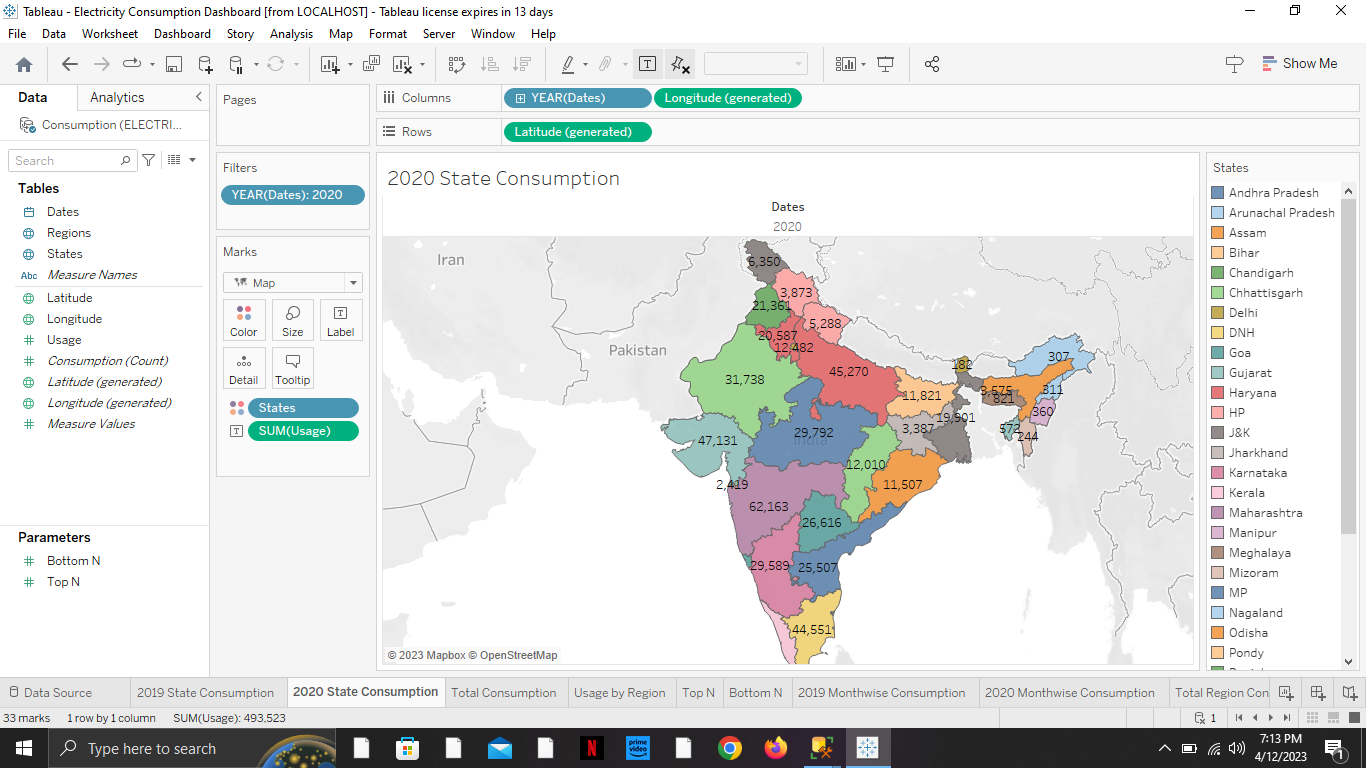 Tableau - Electricity Consumption Dashboard [from LOCALHOST] - Tableau license expires in 13 days
File Data Worksheet Dashboard Story Analysis Map Format Server Window Help
Show Me
Data Analytics
Consumption (ELECTRI...
Search
Tables
Dates
Regions
States
Abc Measure Names
Latitude
Longitude
Usage
Consumption (Count)
Latitude (generated)
Longitude (generated)
Measure Values
Parameters
Bottom N
Top N
Pages
Filters
YEAR(Dates): 2020
Marks
Map
Color Size Label
Detail Tooltip
States
SUM(Usage)
Columns YEAR(Dates) Longitude (generated)
Rows Latitude (generated)
2020 State Consumption
Dates
2020
Iran
Pakistan
India
6,350
3,873
21,361
5,288
20,587
12,482
45,270
31,738
182
307
3,575
821
311
11,821
360
19,901
29,792
3,387
572
244
47,131
12,010
2,419
11,507
62,163
26,616
29,589
25,507
44,551
© 2023 Mapbox © OpenStreetMap
States
Andhra Pradesh
Arunachal Pradesh
Assam
Bihar
Chandigarh
Chhattisgarh
Delhi
DNH
Goa
Gujarat
Haryana
HP
J&K
Jharkhand
Karnataka
Kerala
Maharashtra
Manipur
Meghalaya
Mizoram
MP
Nagaland
Odisha
Pondy
Data Source 2019 State Consumption 2020 State Consumption Total Consumption Usage by Region Top N Bottom N 2019 Monthwise Consumption 2020 Monthwise Consumption Total Region Con
33 marks 1 row by 1 column SUM(Usage): 493.523 1
Type here to search
prime video
7:13 PM
4/12/2023
1